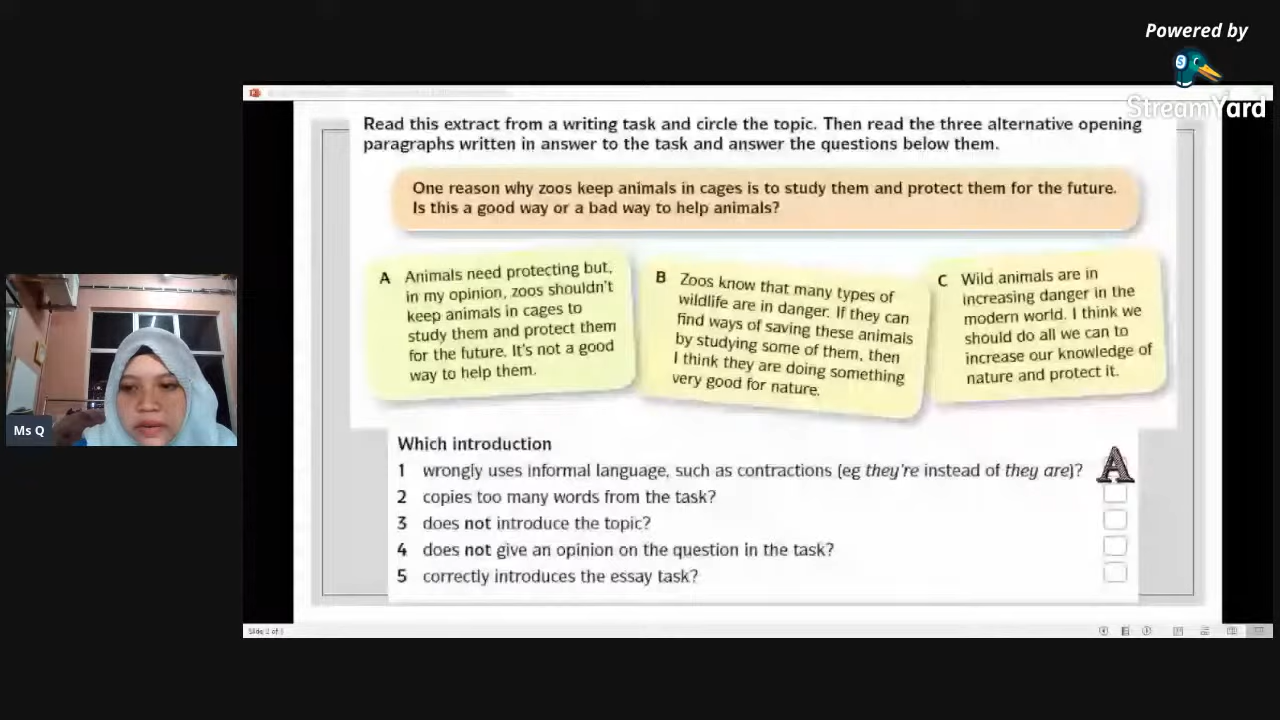 Powered by
StreamYard
Read this extract from a writing task and circle the topic. Then read the three alternative opening
paragraphs written in answer to the task and answer the questions below them.
One reason why zoos keep animals in cages is to study them and protect them for the future.
Is this a good way or a bad way to help animals?
A Animals need protecting but,
in my opinion, zoos shouldn't
keep animals in cages to
study them and protect them
for the future. It's not a good
way to help them.
B Zoos know that many types of
wildlife are in danger. If they can
find ways of saving these animals
by studying some of them, then
I think they are doing something
very good for nature.
C Wild animals are in
increasing danger in the
modern world. I think we
should do all we can to
increase our knowledge of
nature and protect it.
Ms Q
Which introduction
1 wrongly uses informal language, such as contractions (eg they're instead of they are)? A
2 copies too many words from the task?
3 does not introduce the topic?
4 does not give an opinion on the question in the task?
5 correctly introduces the essay task?